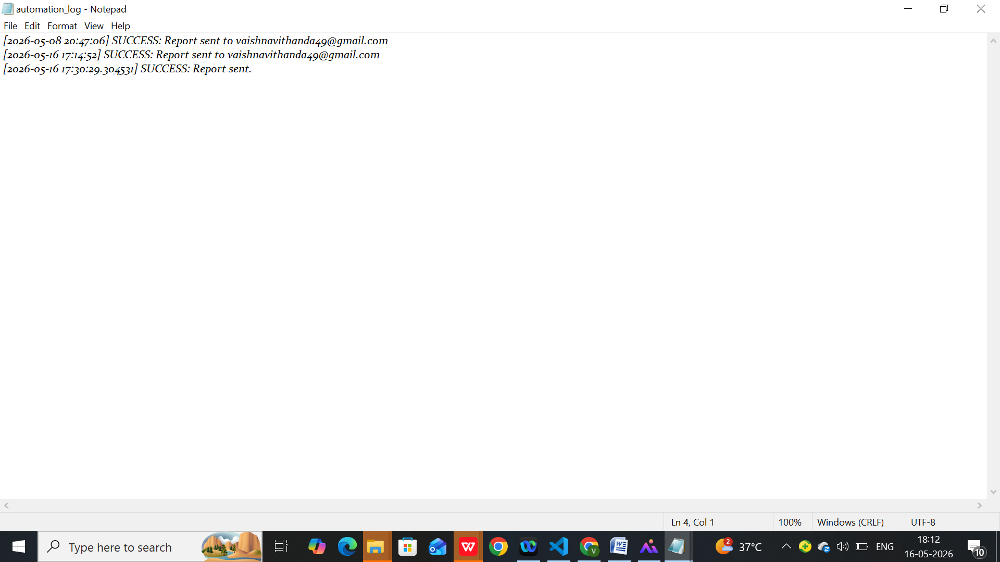 automation_log - Notepad
File Edit Format View Help
[2026-05-08 20:47:06] SUCCESS: Report sent to vaishnavithanda49@gmail.com
[2026-05-16 17:14:52] SUCCESS: Report sent to vaishnavithanda49@gmail.com
[2026-05-16 17:30:29.304531] SUCCESS: Report sent.
Ln 4, Col 1 100% Windows (CRLF) UTF-8
Type here to search
W
V
W
2
37°C
ENG
18:12
16-05-2026
10